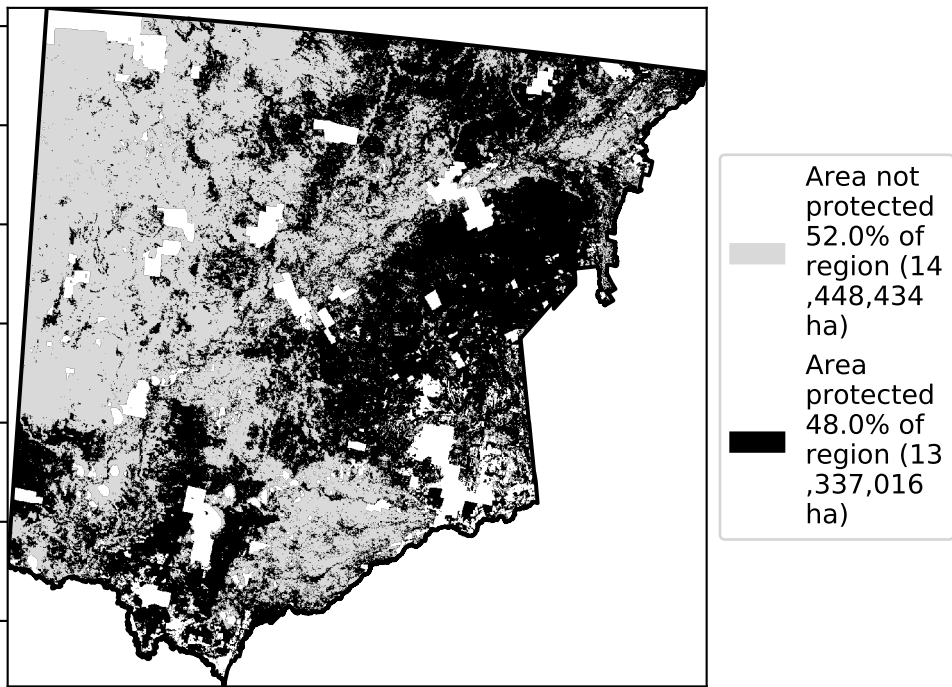 Area not
protected
52.0% of
region (14
,448,434
ha)
Area
protected
48.0% of
region (13
,337,016
ha)